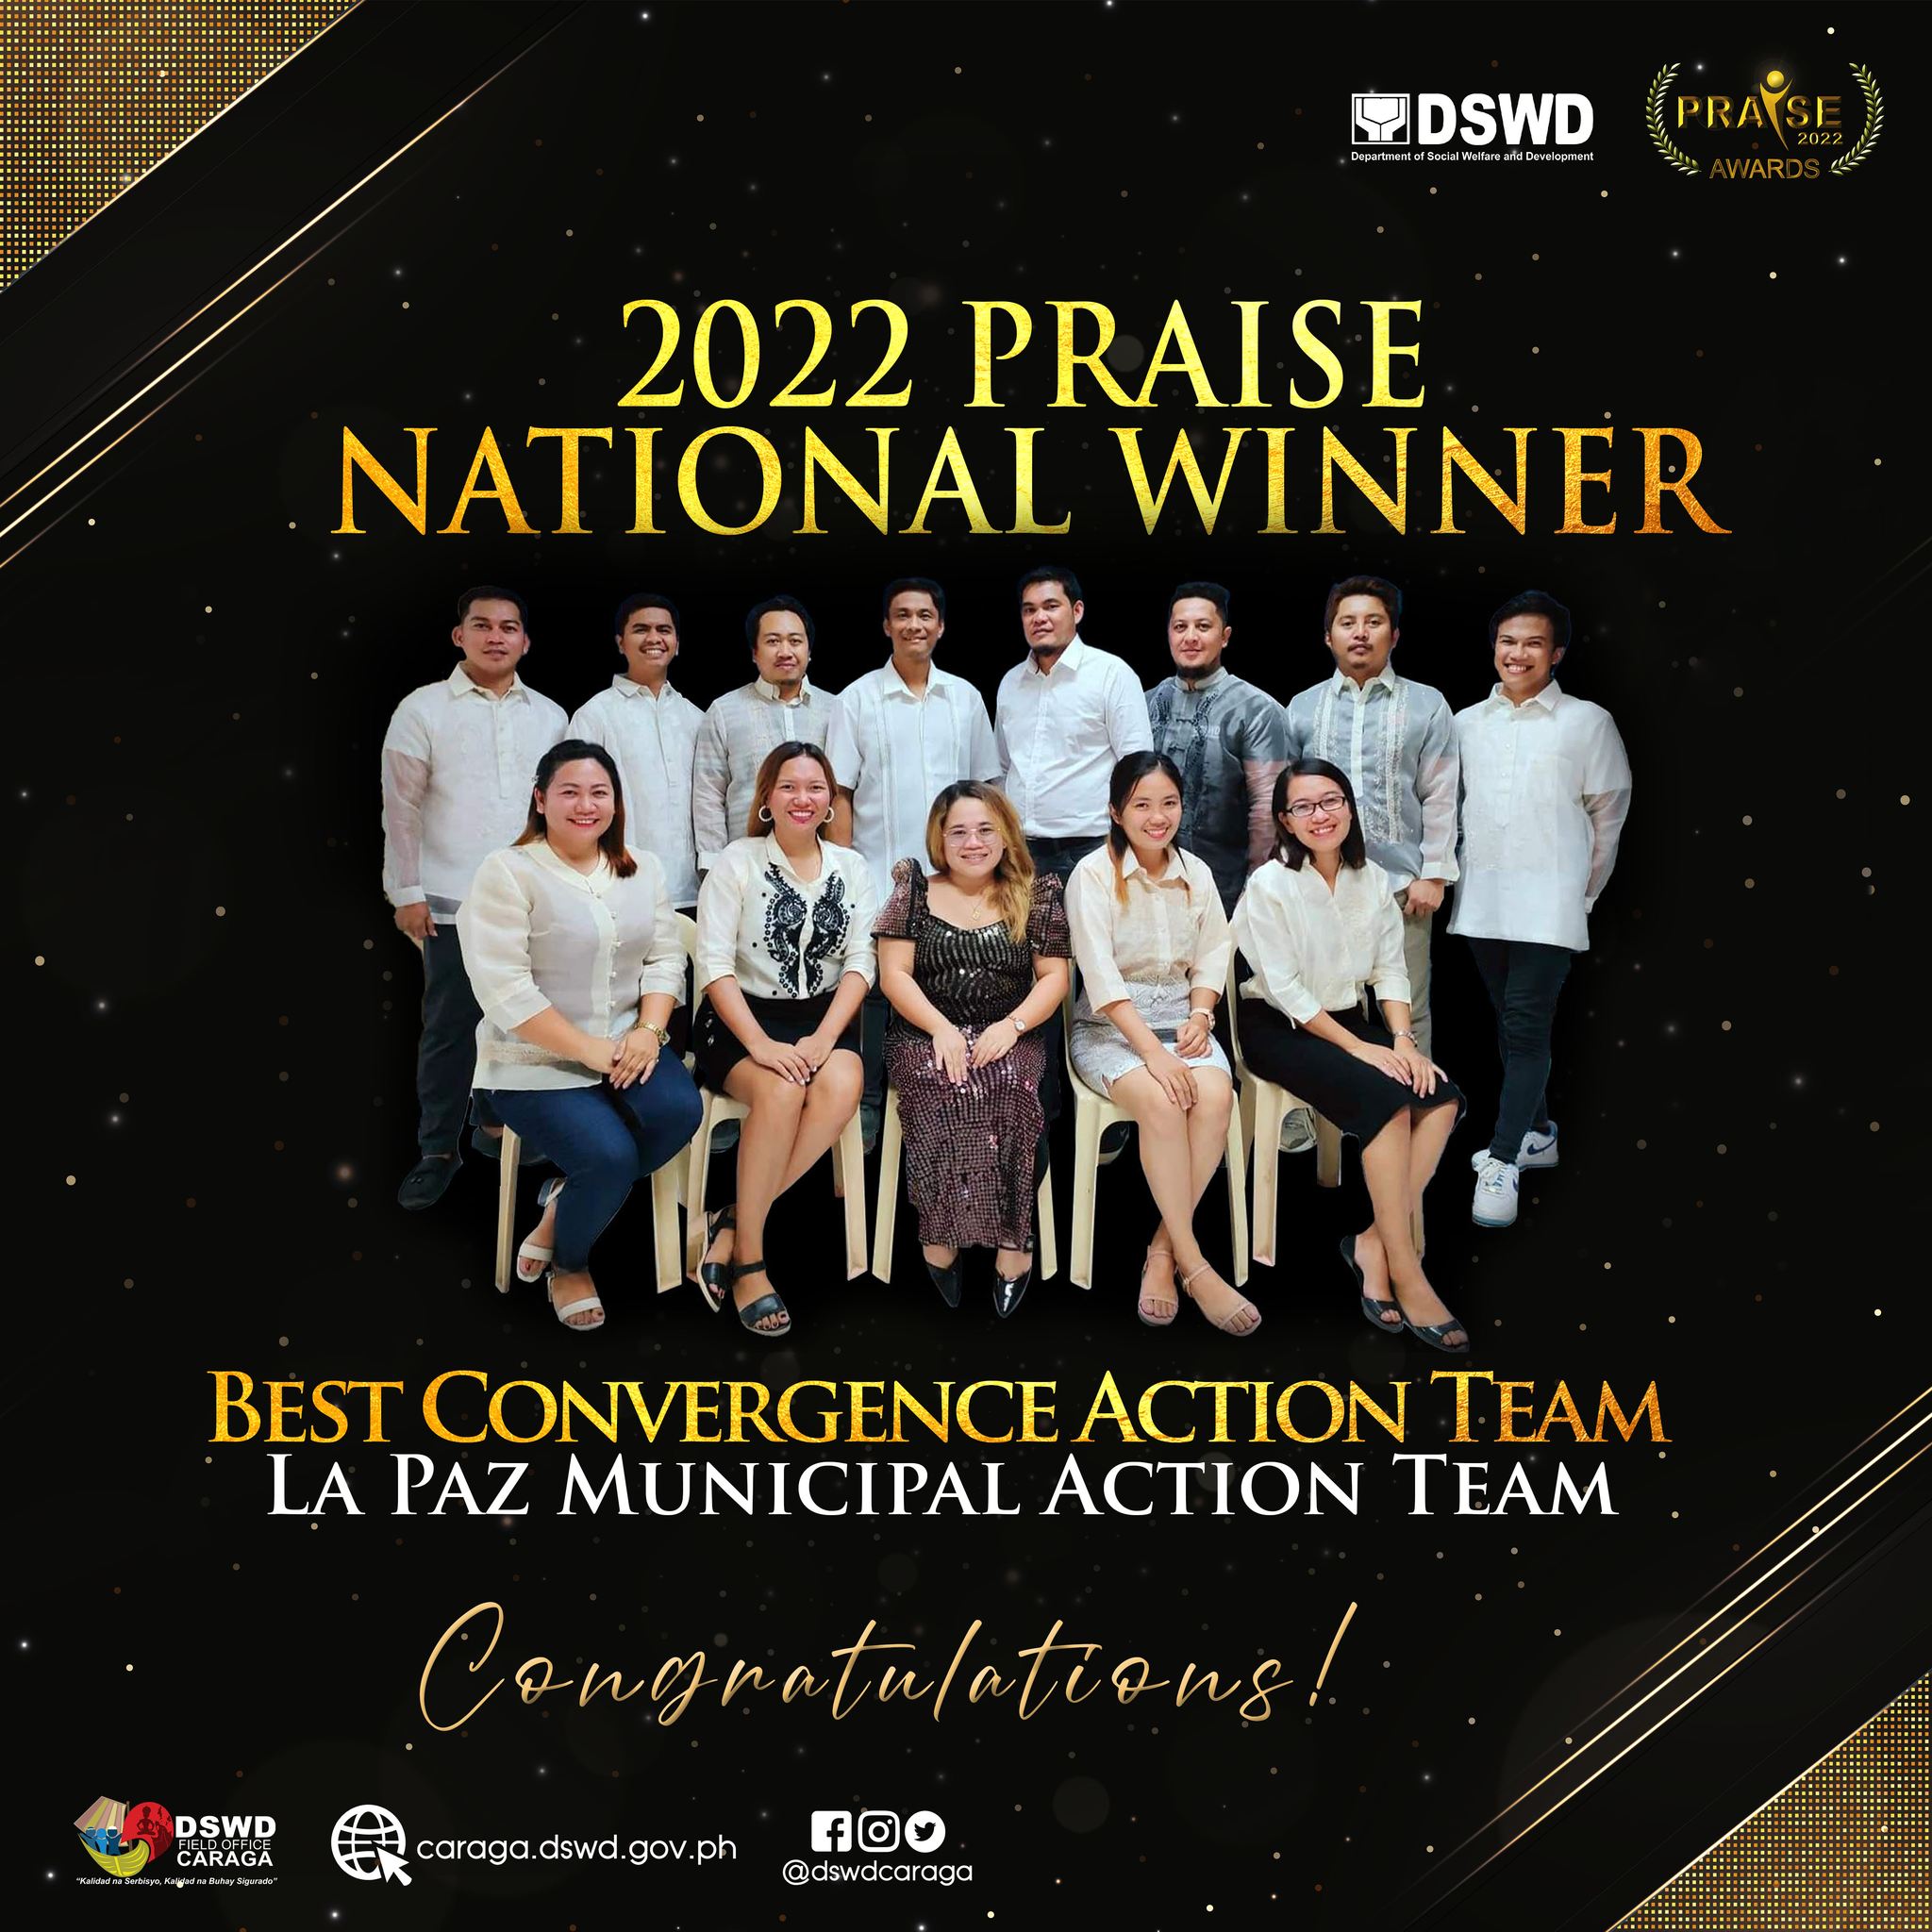 DSWD
Department of Social Welfare and Development
PRAISE
2022
AWARDS
2022 PRAISE
NATIONAL WINNER
BEST CONVERGENCE ACTION TEAM
LA PAZ MUNICIPAL ACTION TEAM
Congratulations!
DSWD
FIELD OFFICE
CARAGA
"Kalidad na Serbisyo, Kalidad na Buhay Sigurado"
caraga.dswd.gov.ph
@dswdcaraga